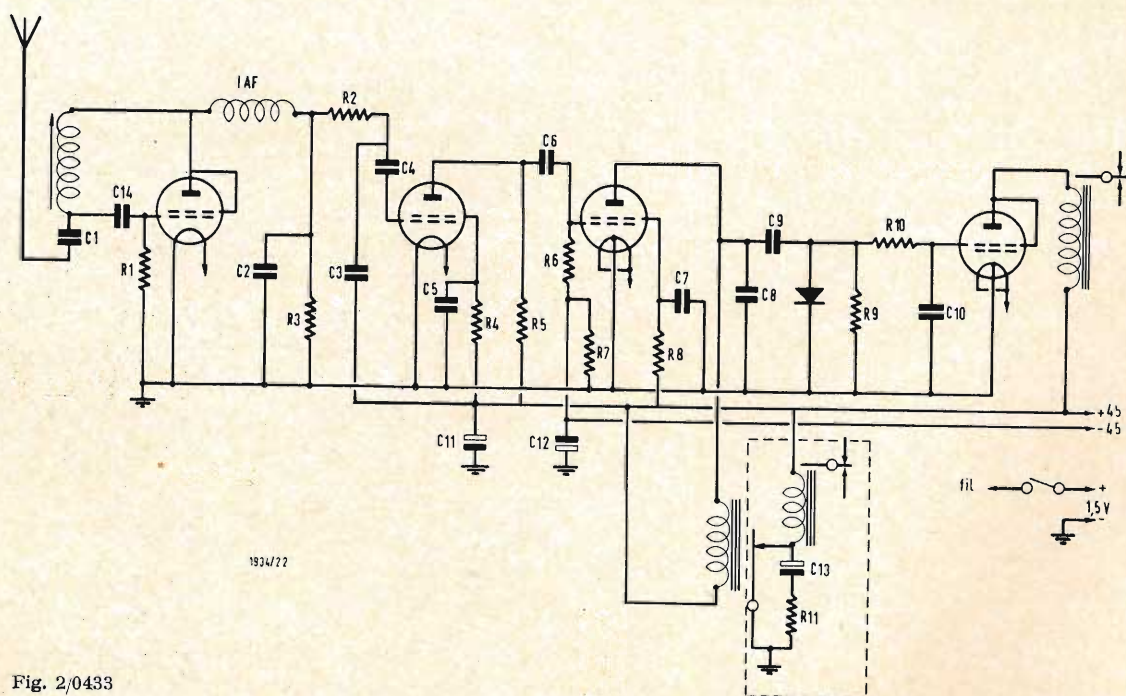 IAF
R2
C4
C6
C14
C1
R1
C2
R3
C3
C5
R4
R5
R6
R7
C7
R8
C9
C8
R9
R10
C10
C11
C12
+45
-45
fil
+
1,5 V
-
C13
R11
1934/22
Fig. 2/0433